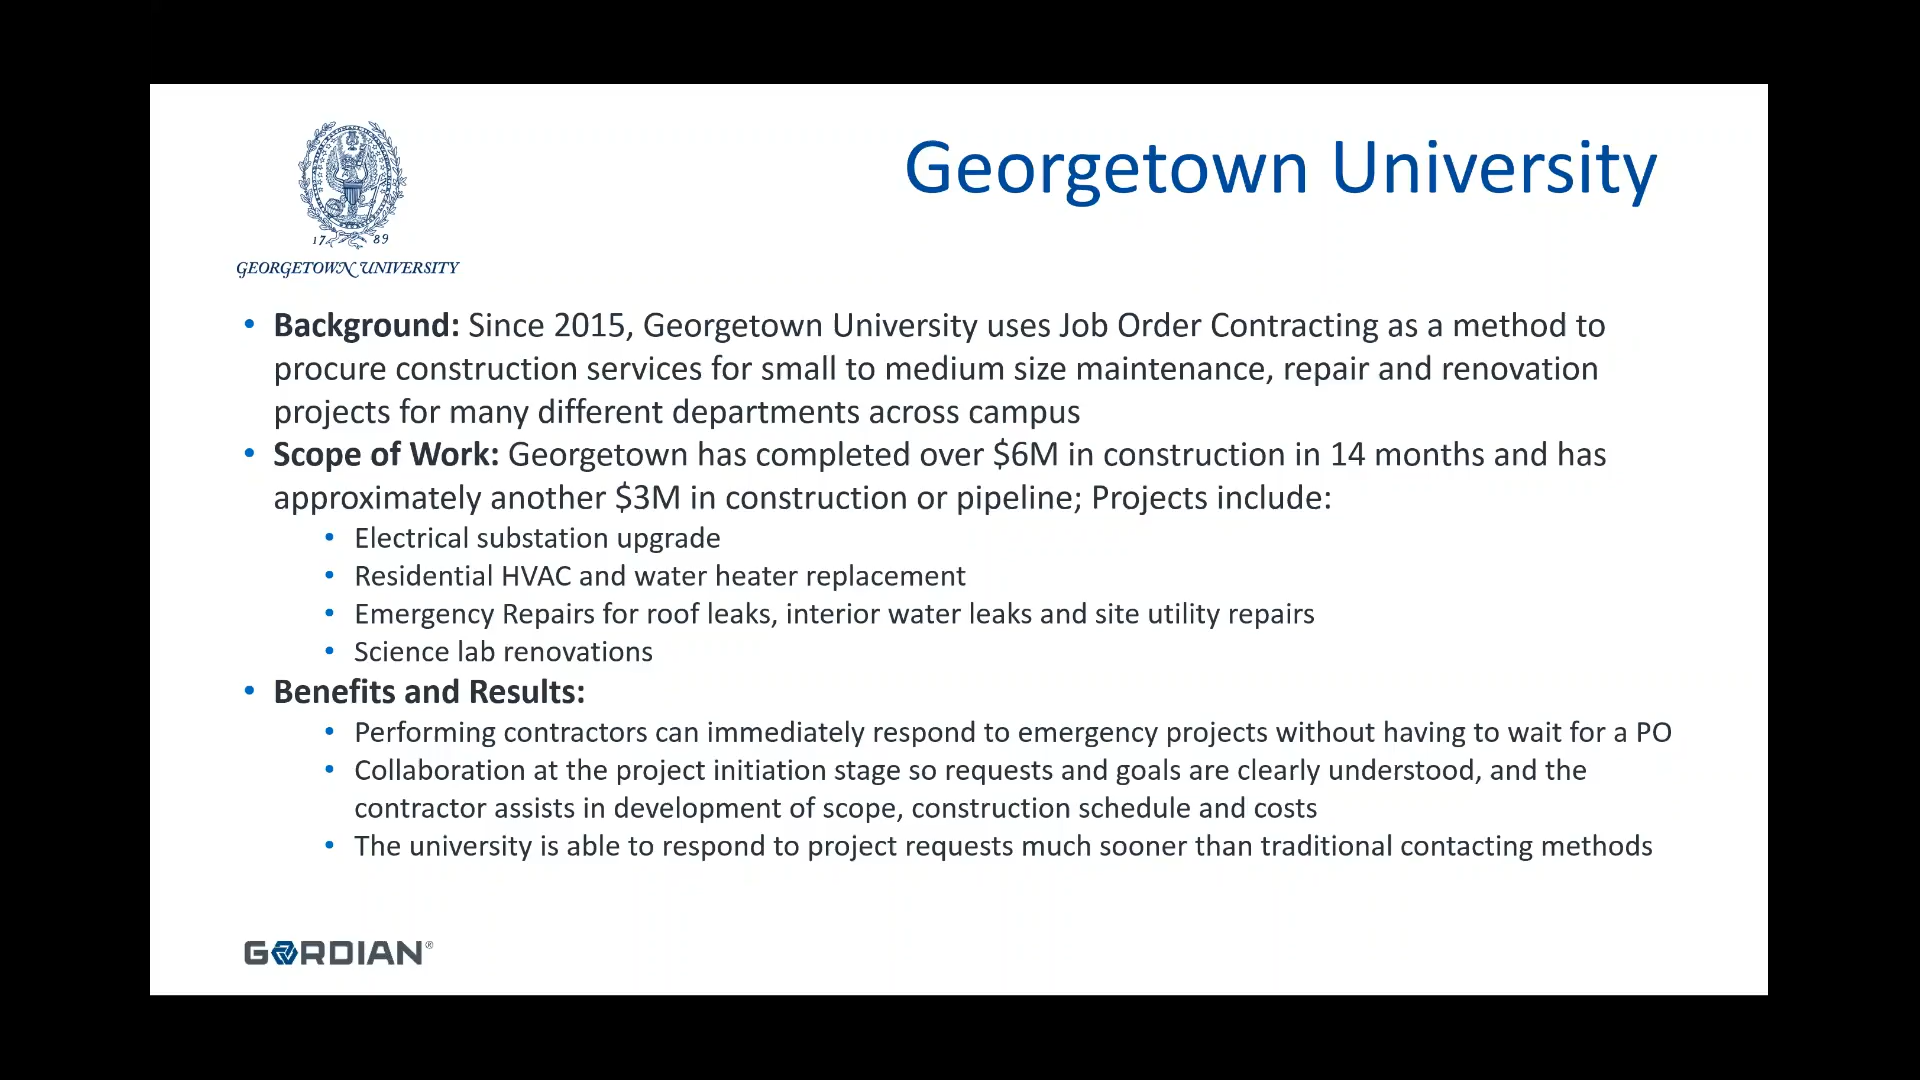 Georgetown University
17 89
GEORGETOWN UNIVERSITY
• Background: Since 2015, Georgetown University uses Job Order Contracting as a method to
procure construction services for small to medium size maintenance, repair and renovation
projects for many different departments across campus
• Scope of Work: Georgetown has completed over $6M in construction in 14 months and has
approximately another $3M in construction or pipeline; Projects include:
• Electrical substation upgrade
• Residential HVAC and water heater replacement
• Emergency Repairs for roof leaks, interior water leaks and site utility repairs
• Science lab renovations
• Benefits and Results:
• Performing contractors can immediately respond to emergency projects without having to wait for a PO
• Collaboration at the project initiation stage so requests and goals are clearly understood, and the
contractor assists in development of scope, construction schedule and costs
• The university is able to respond to project requests much sooner than traditional contacting methods
GORDIAN®